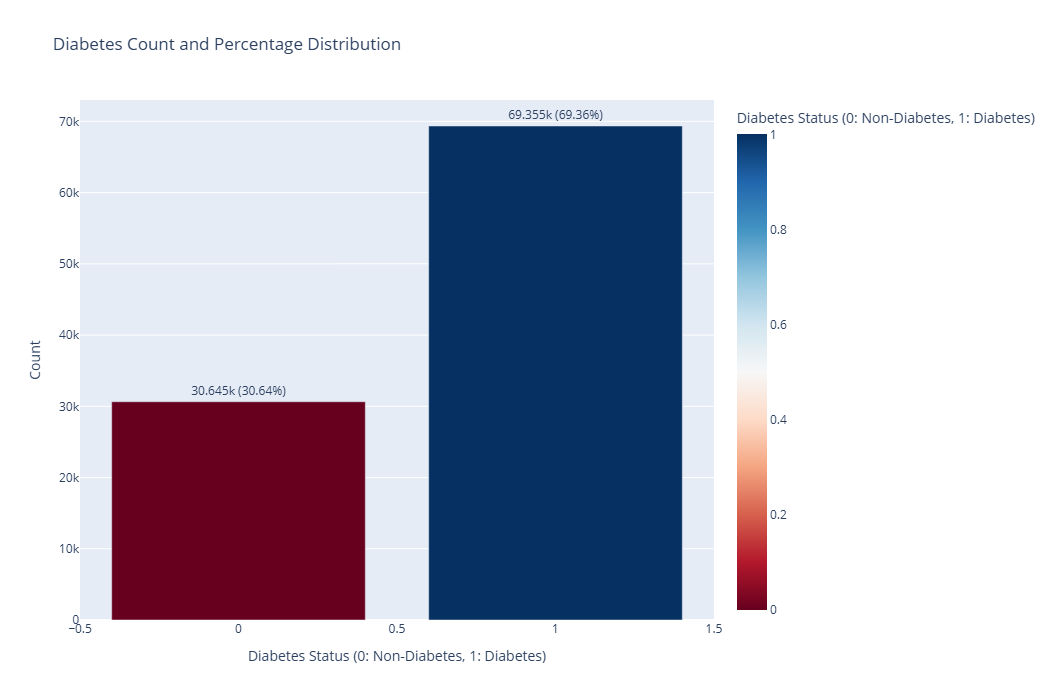 Diabetes Count and Percentage Distribution
Diabetes Status (0: Non-Diabetes, 1: Diabetes)
69.355k (69.36%)
30.645k (30.64%)
70k
60k
50k
40k
30k
20k
10k
0
Count
−0.5
0
0.5
1
1.5
Diabetes Status (0: Non-Diabetes, 1: Diabetes)
1
0.8
0.6
0.4
0.2
0